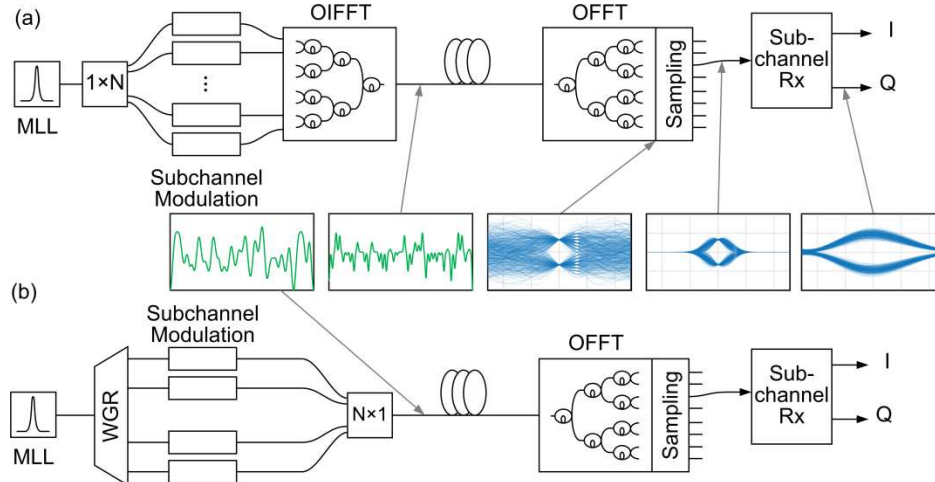 (a)
OIFFT
OFFT
1×N
...
MLL
Sampling
Sub-
channel
Rx
I
Q
Subchannel
Modulation
(b)
Subchannel
Modulation
OFFT
WGR
MLL
N×1
Sampling
Sub-
channel
Rx
I
Q